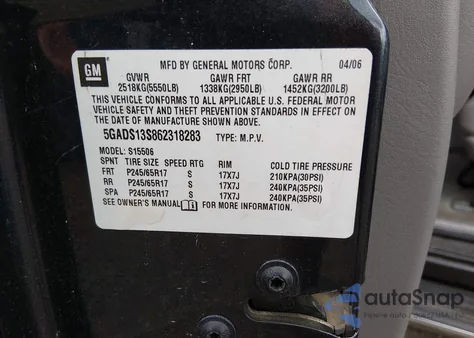 GM
MFD BY GENERAL MOTORS CORP. 04/06
GVWR GAWR FRT GAWR RR
2518KG(5550LB) 1338KG(2950LB) 1452KG(3200LB)
THIS VEHICLE CONFORMS TO ALL APPLICABLE U.S. FEDERAL MOTOR
VEHICLE SAFETY AND THEFT PREVENTION STANDARDS IN EFFECT ON
THE DATE OF MANUFACTURE SHOWN ABOVE.
5GADS13S862318283 TYPE: M.P.V.
MODEL: S15506
SPNT TIRE SIZE SPEED RTG RIM COLD TIRE PRESSURE
FRT P245/65R17 S 17X7J 210KPA(30PSI)
RR P245/65R17 S 17X7J 240KPA(35PSI)
SPA P245/65R17 S 17X7J 240KPA(35PSI)
SEE OWNER'S MANUAL FOR MORE INFORMATION.
autoSnap